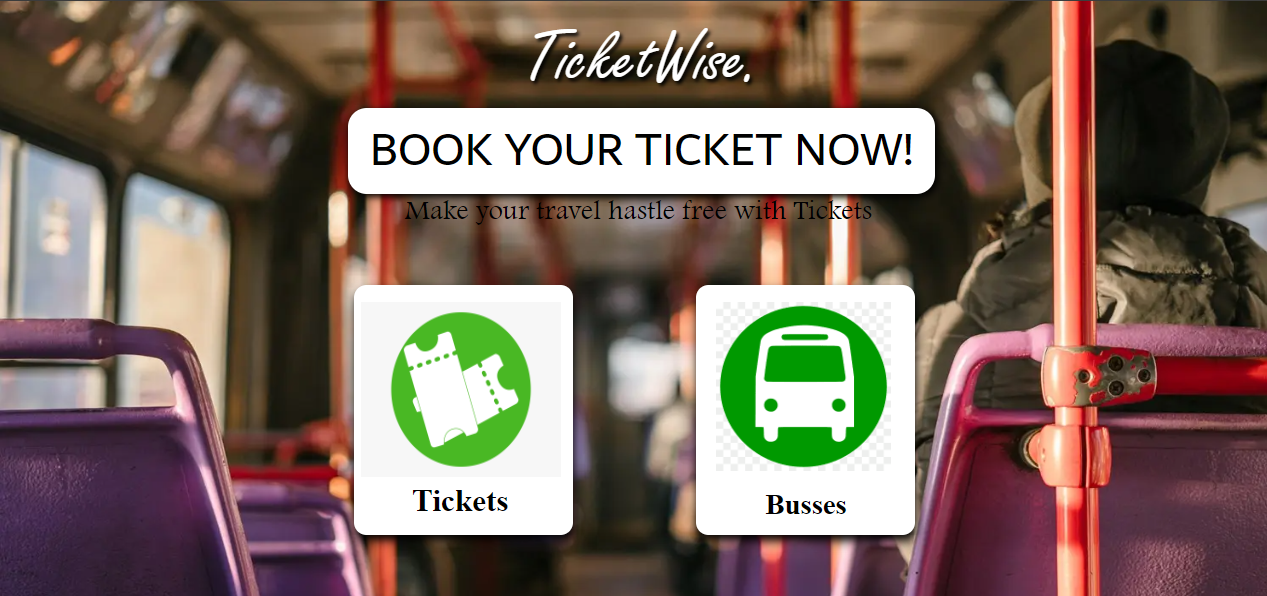 TicketWise.
BOOK YOUR TICKET NOW!
Make your travel hastle free with Tickets
Tickets
Busses